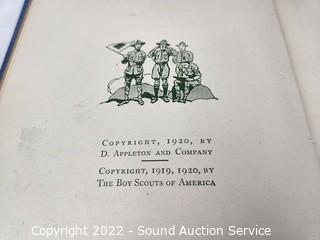 Copyright, 1920, by
D. Appleton and Company
Copyright, 1919, 1920, by
The Boy Scouts of America
Copyright 2022 - Sound Auction Service